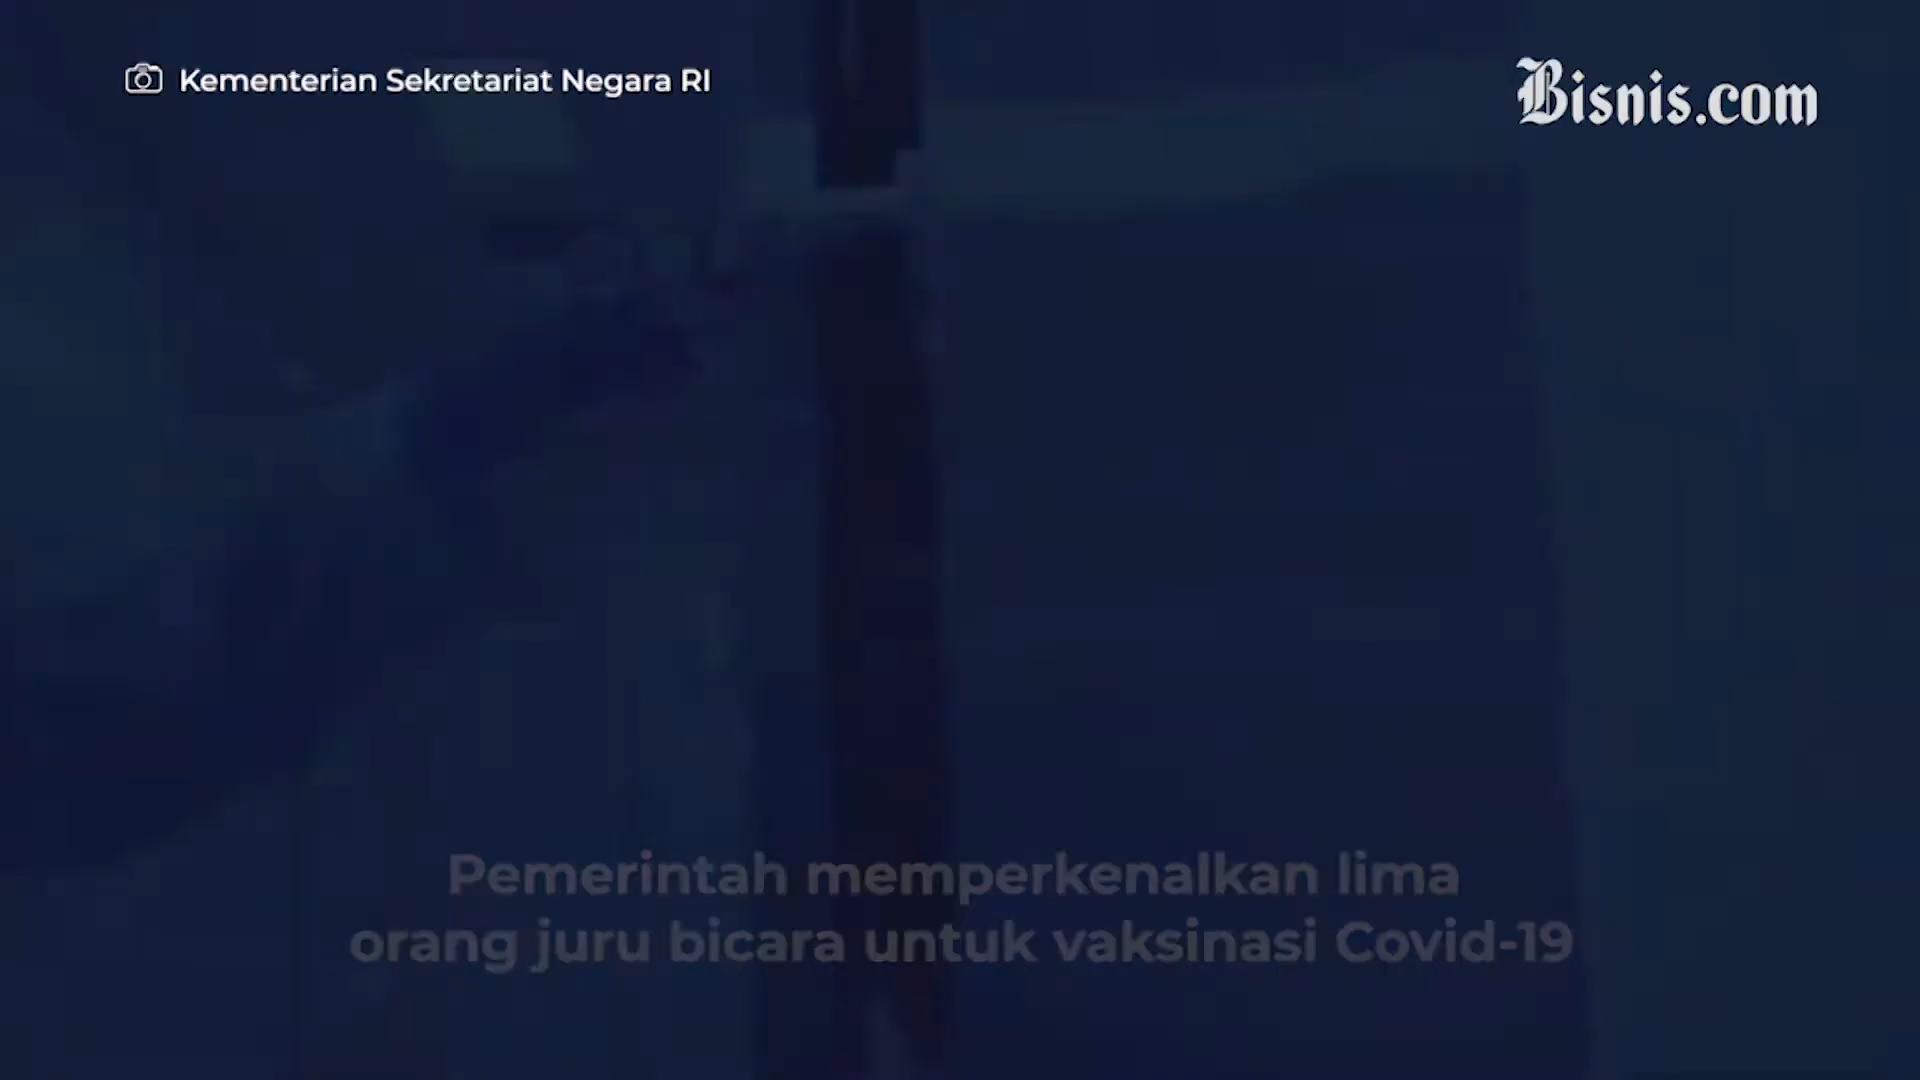 Kementerian Sekretariat Negara RI
Bisnis.com
Pemerintah memperkenalkan lima
orang juru bicara untuk vaksinasi Covid-19